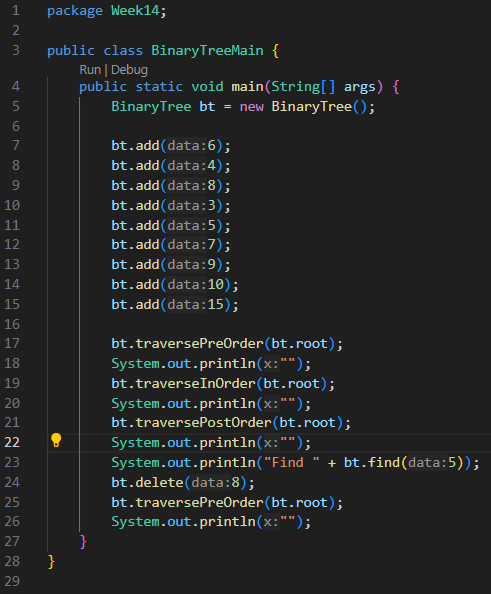 1 package Week14;
2
3 public class BinaryTreeMain {
Run | Debug
4 public static void main(String[] args) {
5 BinaryTree bt = new BinaryTree();
6
7 bt.add(data:6);
8 bt.add(data:4);
9 bt.add(data:8);
10 bt.add(data:3);
11 bt.add(data:5);
12 bt.add(data:7);
13 bt.add(data:9);
14 bt.add(data:10);
15 bt.add(data:15);
16
17 bt.traversePreOrder(bt.root);
18 System.out.println(x:"");
19 bt.traverseInOrder(bt.root);
20 System.out.println(x:"");
21 bt.traversePostOrder(bt.root);
22 System.out.println(x:"");
23 System.out.println("Find " + bt.find(data:5));
24 bt.delete(data:8);
25 bt.traversePreOrder(bt.root);
26 System.out.println(x:"");
27 }
28 }
29